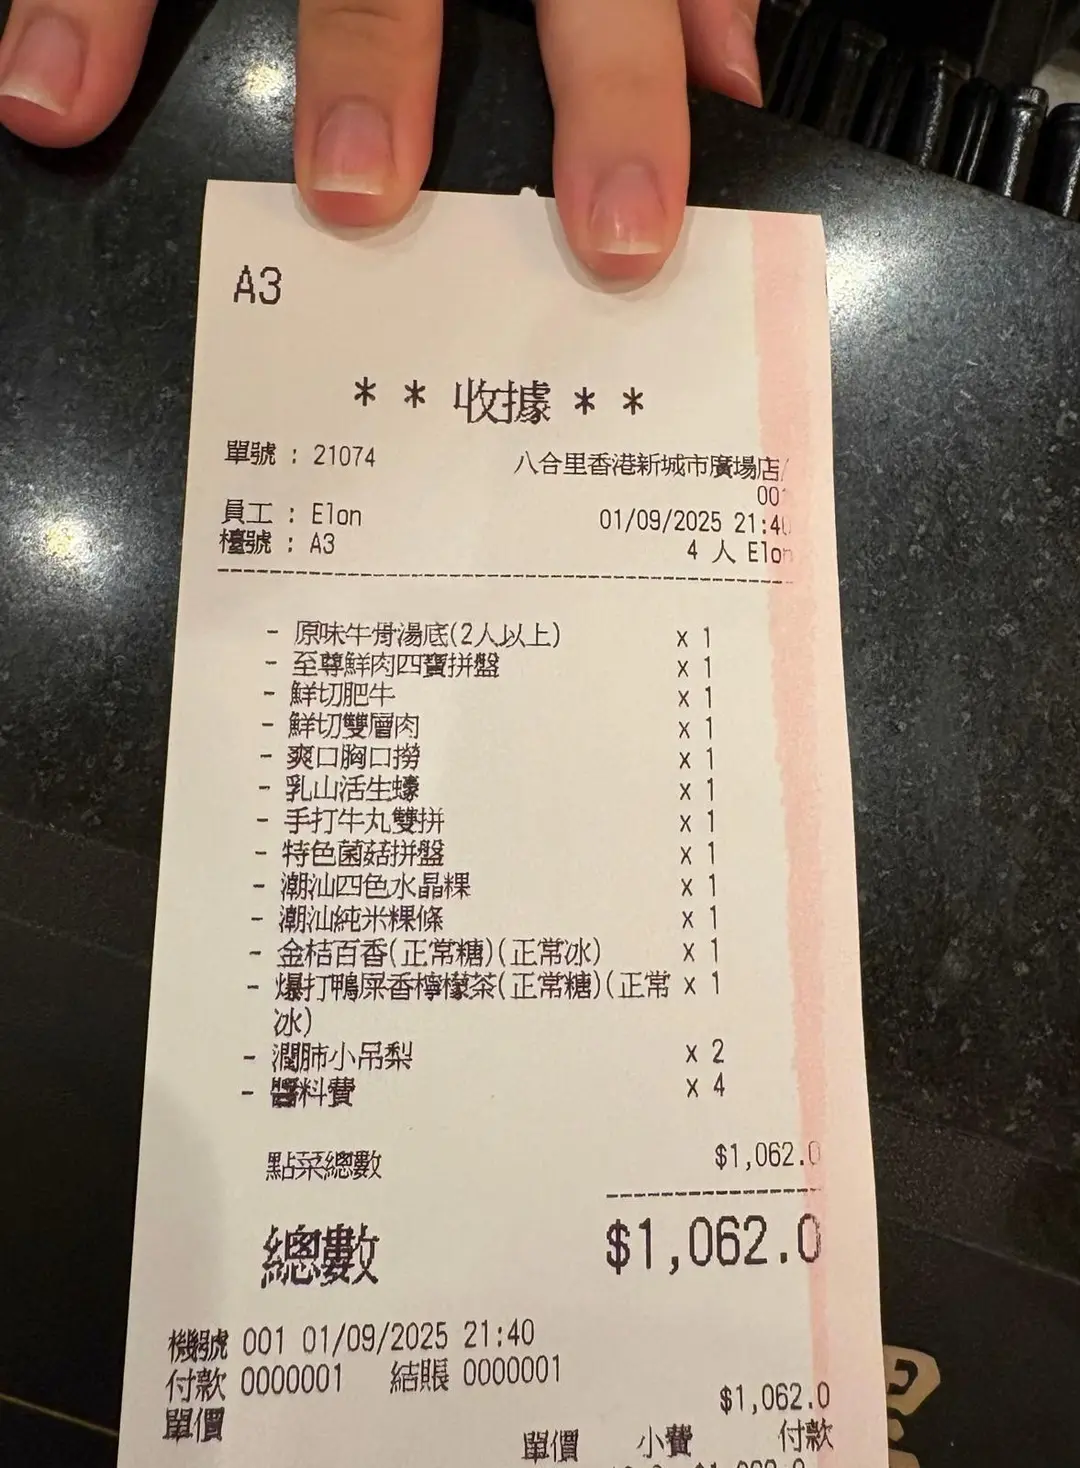 A3
** 收據 **
單號 : 21074
八合里香港新城市廣場店/
001
員工 : Elon
01/09/2025 21:40
檯號 : A3
4 人 Elon
- 原味牛骨湯底(2人以上) x 1
- 至尊鮮肉四寶拼盤 x 1
- 鮮切肥牛 x 1
- 鮮切雙層肉 x 1
- 爽口胸口撈 x 1
- 乳山活生蠔 x 1
- 手打牛丸雙拼 x 1
- 特色菌菇拼盤 x 1
- 潮汕四色水晶粿 x 1
- 潮汕純米粿條 x 1
- 金桔百香(正常糖)(正常冰) x 1
- 爆打鴨屎香檸檬茶(正常糖)(正常 x 1
冰)
- 潤肺小吊梨 x 2
- 醬料費 x 4
點菜總數 $1,062.0
總數 $1,062.0
機號 001 01/09/2025 21:40
付款 0000001 結賬 0000001
$1,062.0
單價
單價 小費 付款